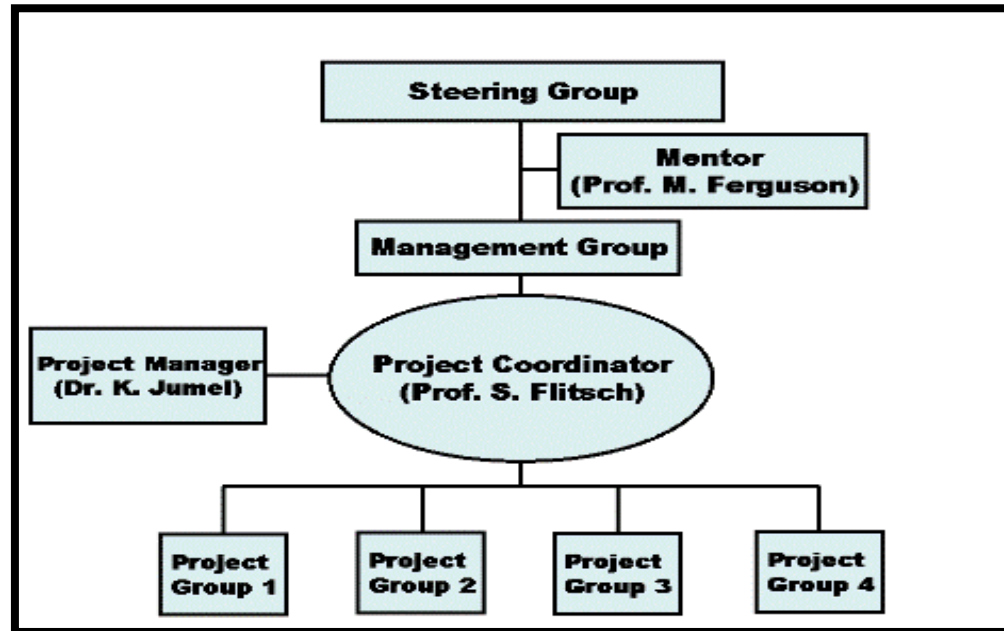 Steering Group
Mentor
(Prof. M. Ferguson)
Management Group
Project Manager
(Dr. K. Jumel)
Project Coordinator
(Prof. S. Flitsch)
Project
Group 1
Project
Group 2
Project
Group 3
Project
Group 4